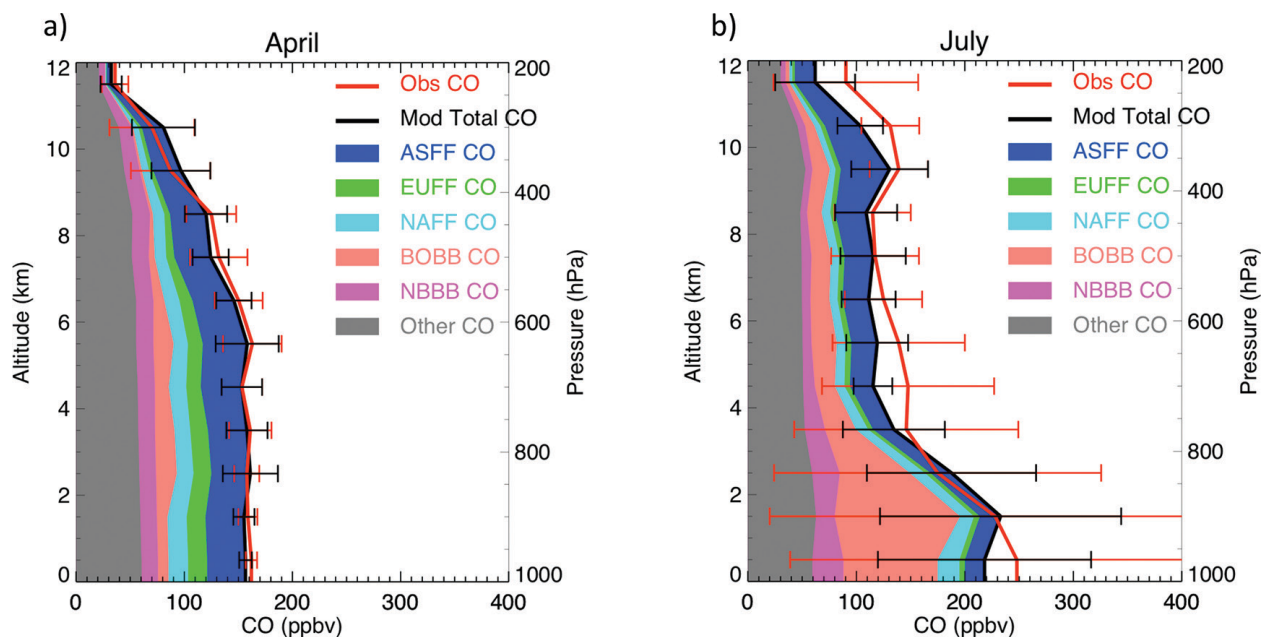 a)
April
Altitude (km)
12
10
8
6
4
2
0
0
100
200
300
400
CO (ppbv)
200
400
600
800
1000
Pressure (hPa)
Obs CO
Mod Total CO
ASFF CO
EUFF CO
NAFF CO
BOBB CO
NBBB CO
Other CO
b)
July
Altitude (km)
12
10
8
6
4
2
0
0
100
200
300
400
CO (ppbv)
200
400
600
800
1000
Pressure (hPa)
Obs CO
Mod Total CO
ASFF CO
EUFF CO
NAFF CO
BOBB CO
NBBB CO
Other CO